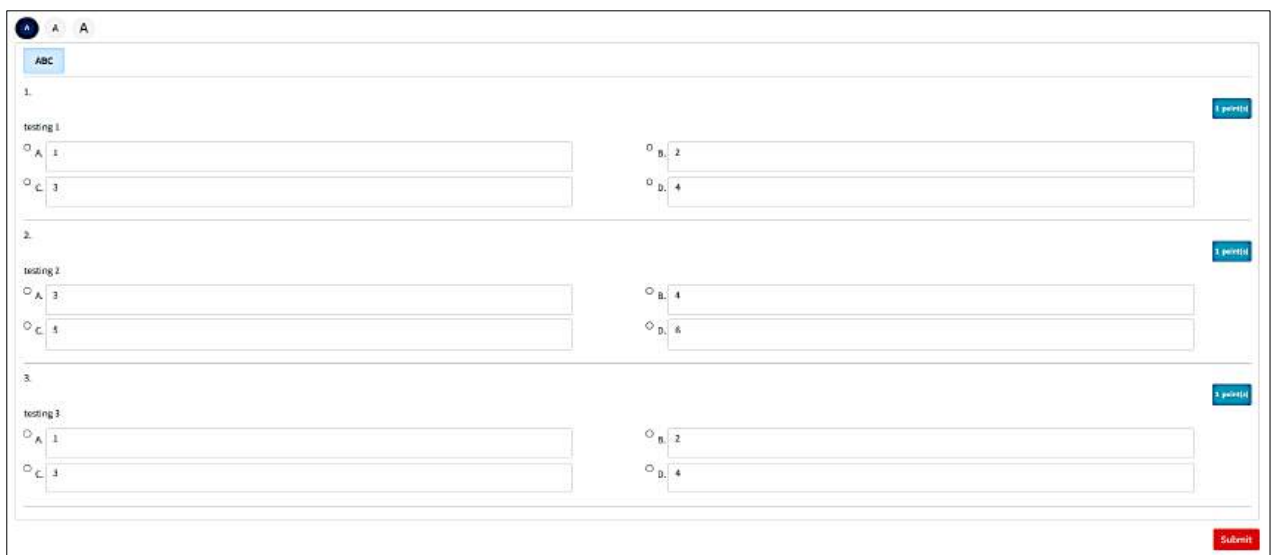 A A A
ABC
1.
1 point(s)
testing 1
A. 1 B. 2
C. 3 D. 4
2.
1 point(s)
testing 2
A. 3 B. 4
C. 5 D. 6
3.
1 point(s)
testing 3
A. 1 B. 2
C. 3 D. 4
Submit